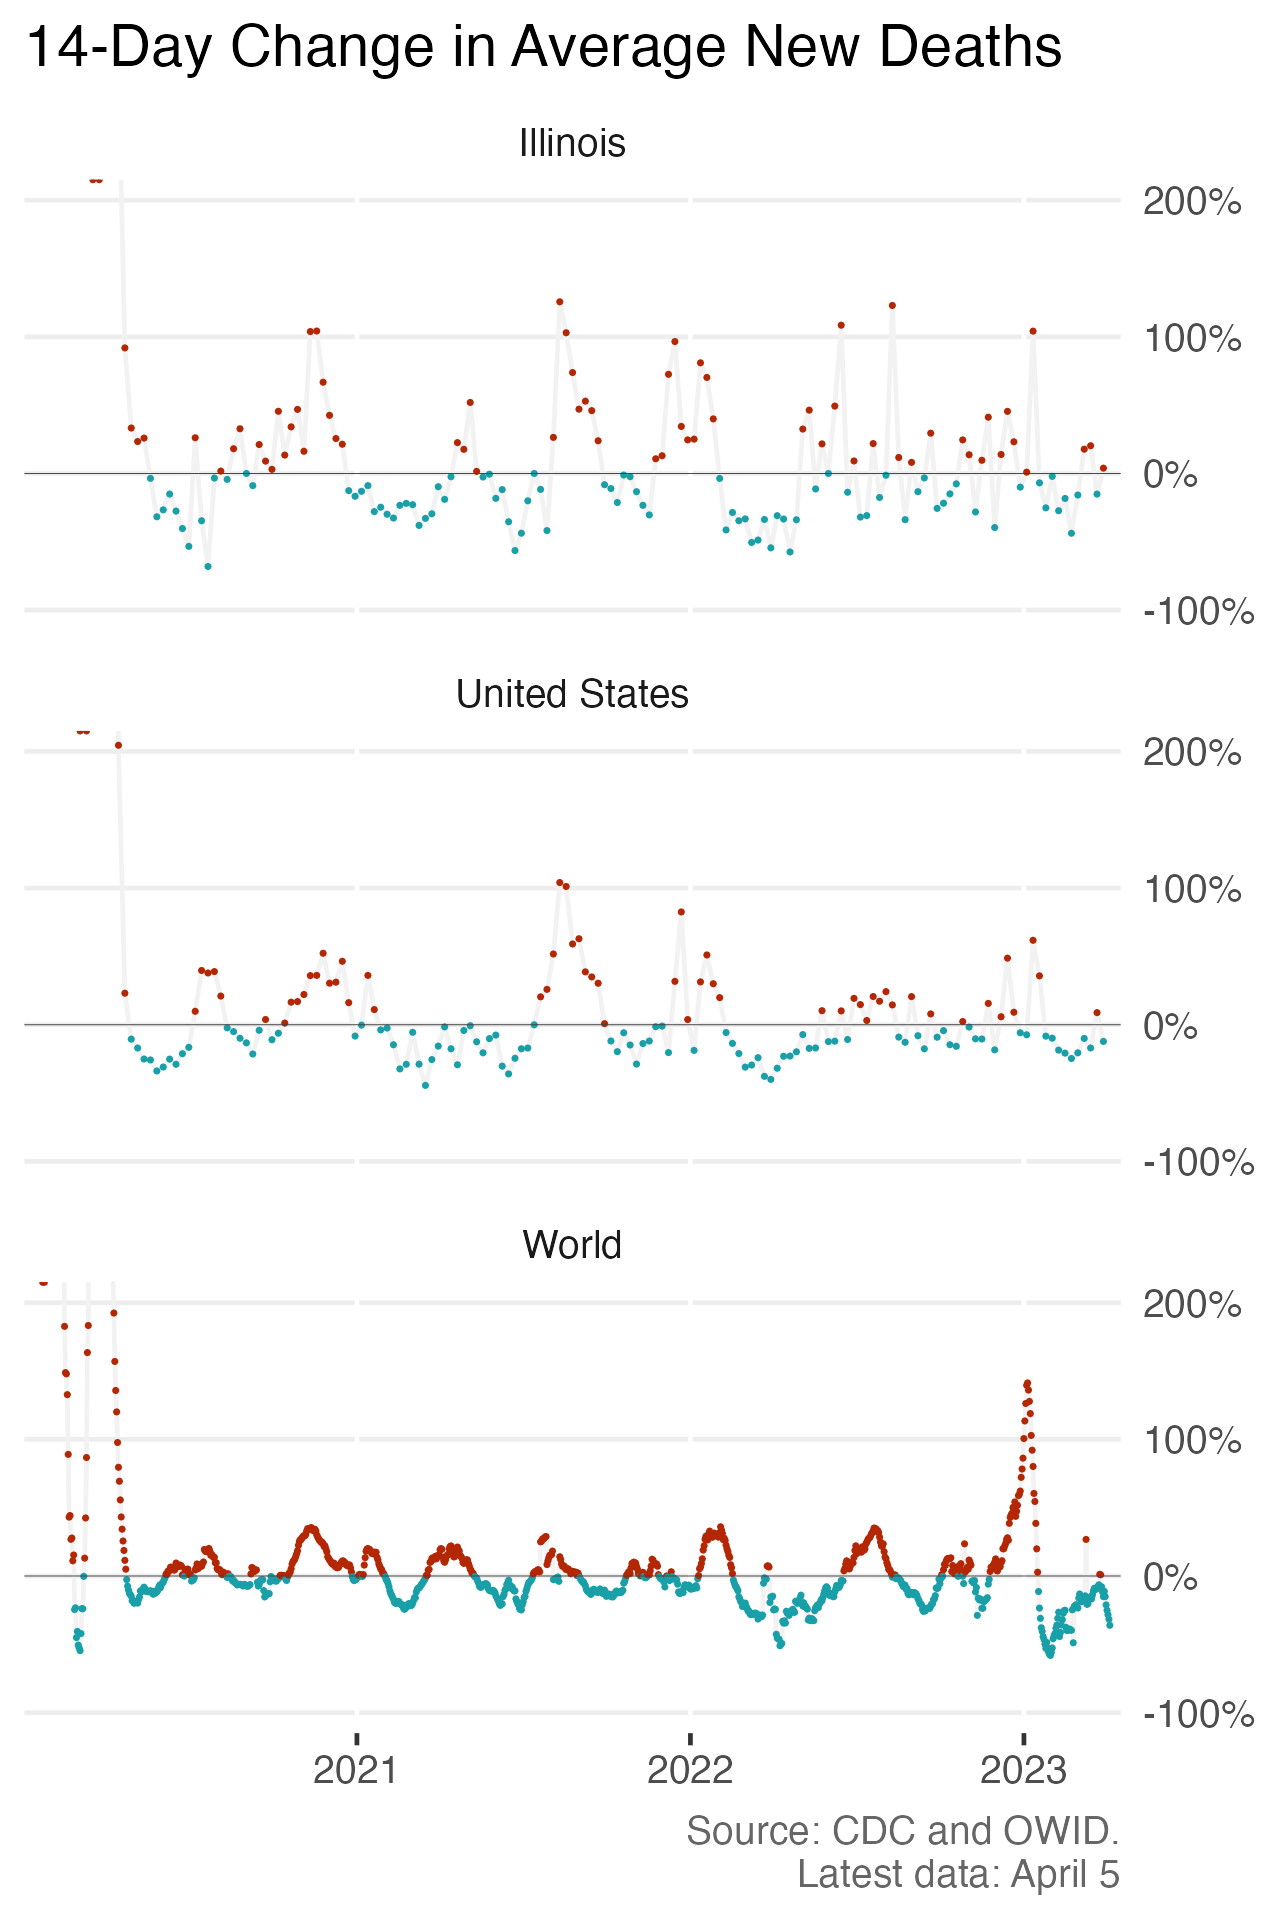 14-Day Change in Average New Deaths
Illinois
200%
100%
0%
-100%
United States
200%
100%
0%
-100%
World
200%
100%
0%
-100%
2021 2022 2023
Source: CDC and OWID.
Latest data: April 5